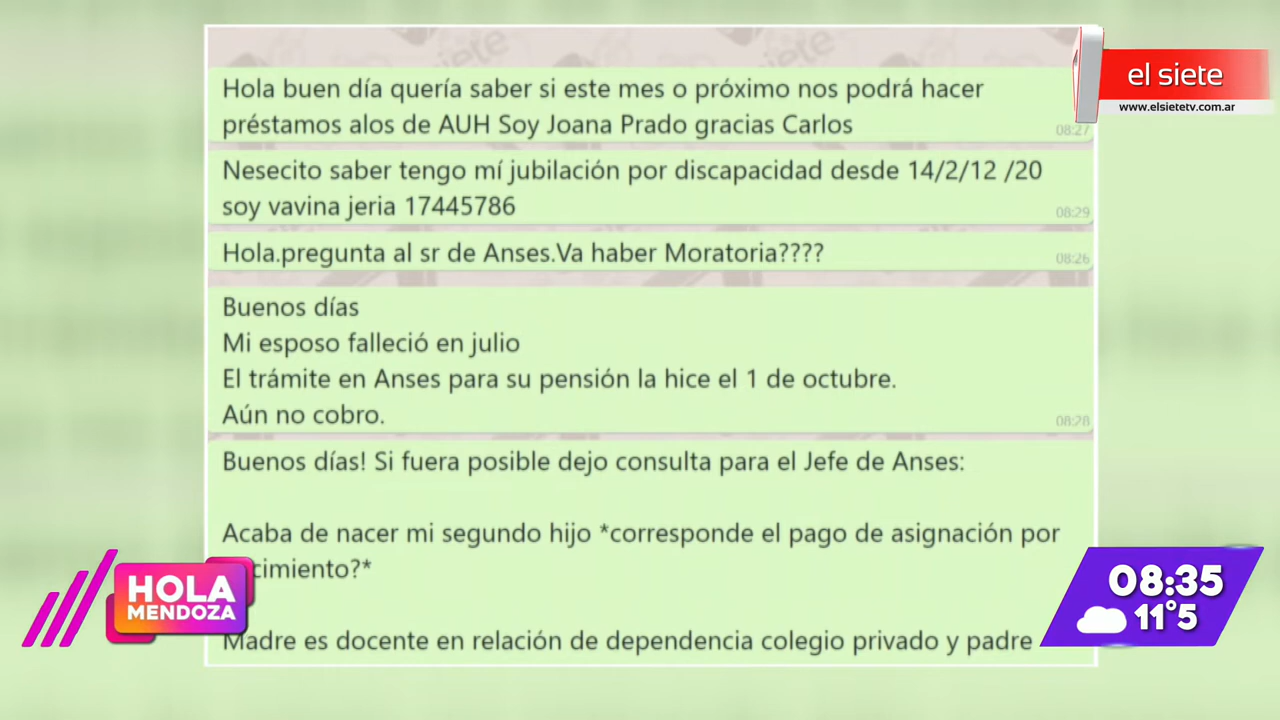 siete
Hola buen día quería saber si este mes o próximo nos podrá hacer
préstamos alos de AUH Soy Joana Prado gracias Carlos
08:27
Nesecito saber tengo mí jubilación por discapacidad desde 14/2/12 /20
soy vavina jeria 17445786
08:29
Hola.pregunta al sr de Anses.Va haber Moratoria????
08:26
Buenos días
Mi esposo falleció en julio
El trámite en Anses para su pensión la hice el 1 de octubre.
Aún no cobro.
08:28
Buenos días! Si fuera posible dejo consulta para el Jefe de Anses:
Acaba de nacer mi segundo hijo *corresponde el pago de asignación por
cimiento?*
Madre es docente en relación de dependencia colegio privado y padre
el siete
www.elsietetv.com.ar
HOLA
MENDOZA
08:35
11°5